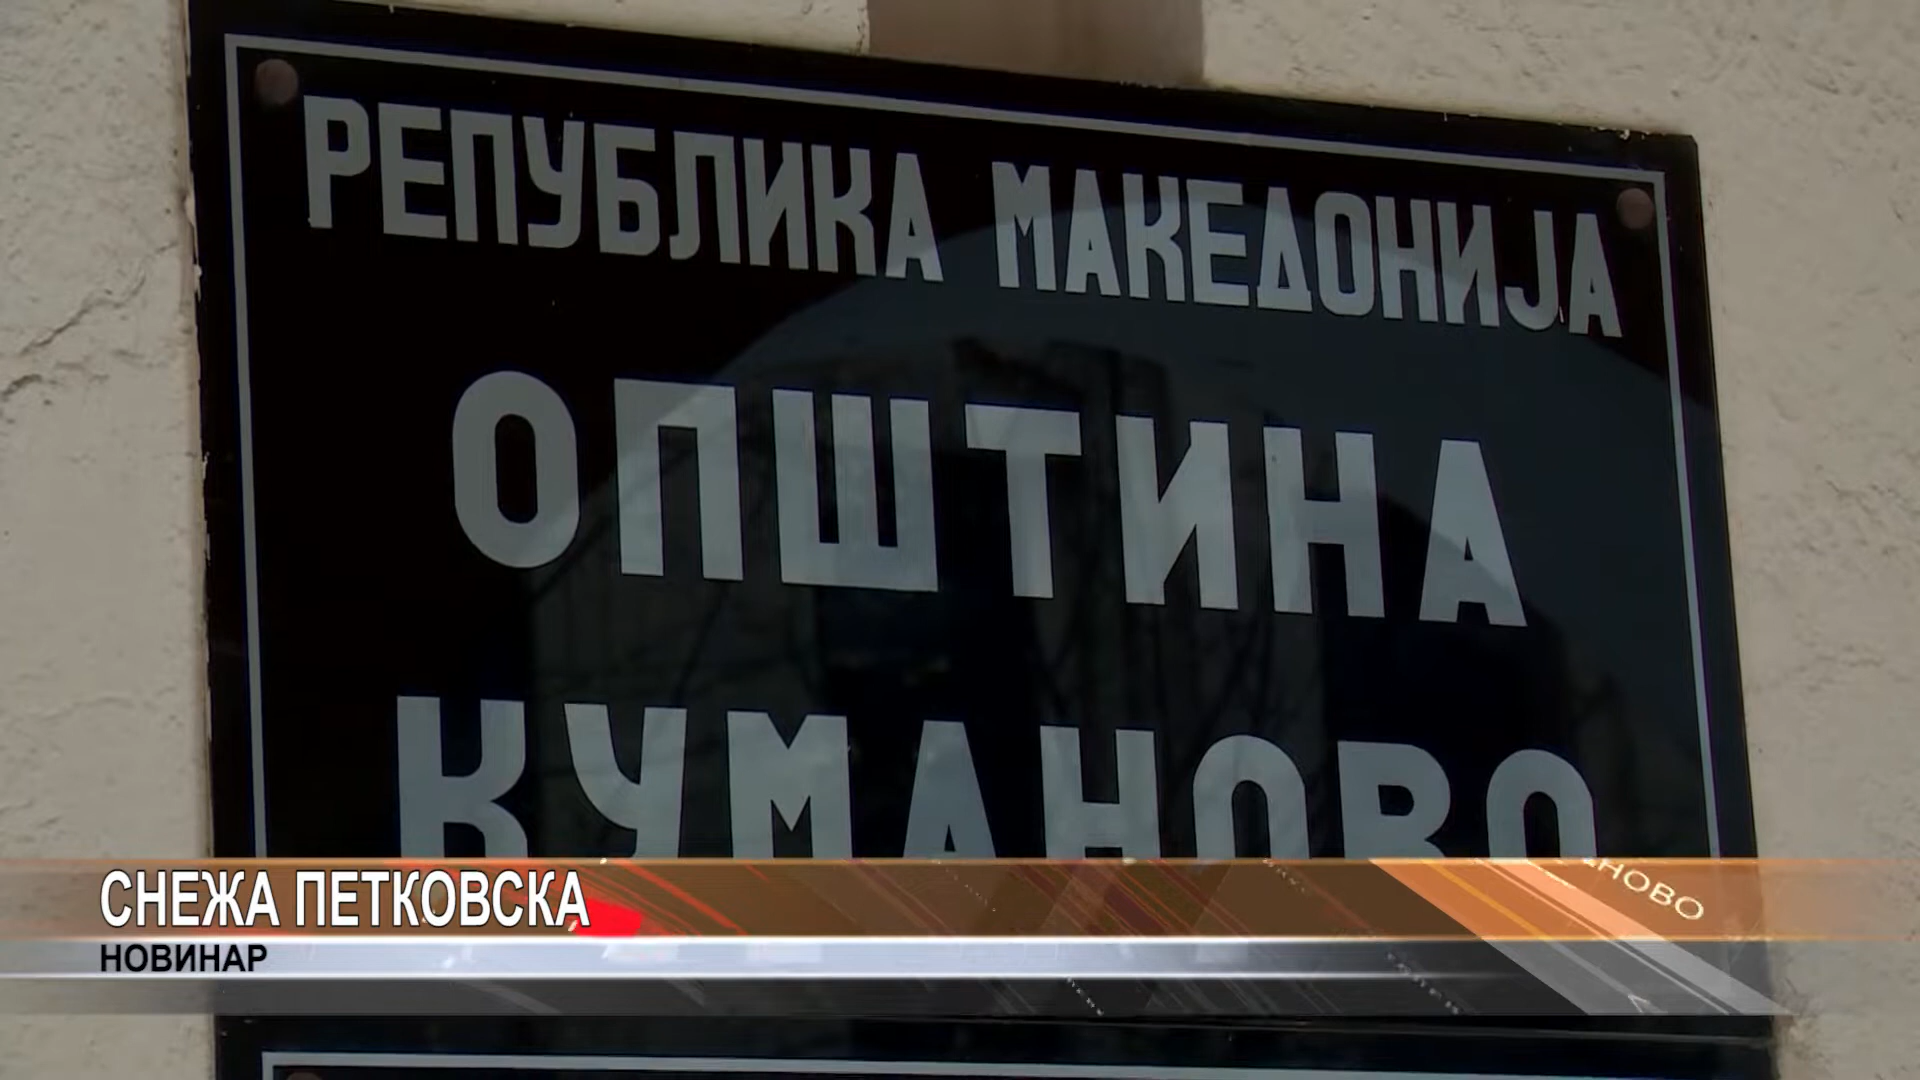 РЕПУБЛИКА МАКЕДОНИЈА
ОПШТИНА
КУМАНОВО
СНЕЖА ПЕТКОВСКА
НОВИНАР